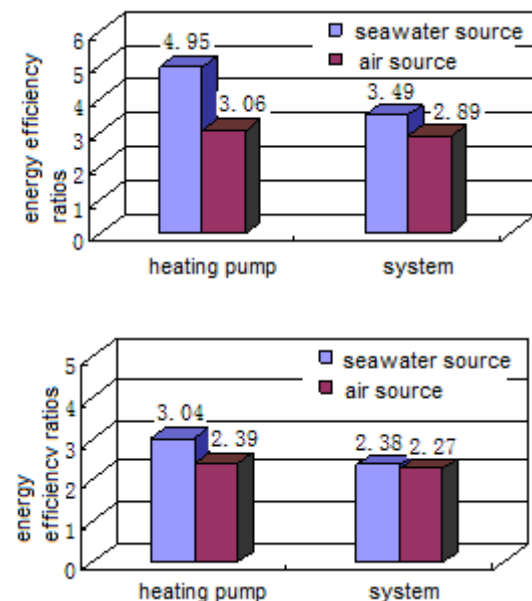 seawater source
air source
6
5
4
3
2
1
0
energy efficiency
ratios
4.95
3.06
3.49
2.89
heating pump
system
seawater source
air source
5
4
3
2
1
0
energy
efficiency ratios
3.04
2.39
2.38
2.27
heating pump
system